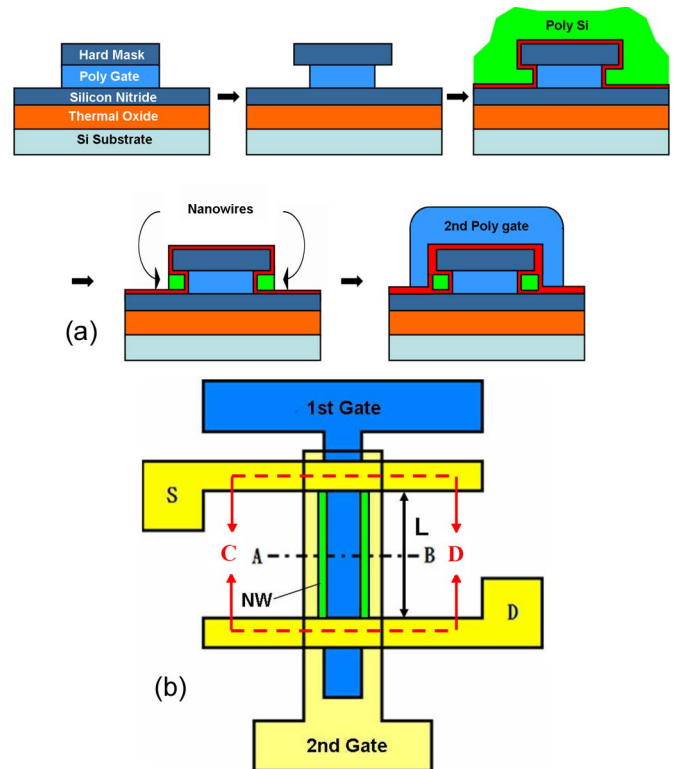 Hard Mask
Poly Gate
Silicon Nitride
Thermal Oxide
Si Substrate
Poly Si
Nanowires
2nd Poly gate
(a)
1st Gate
S
L
C
A
B
D
NW
D
(b)
2nd Gate